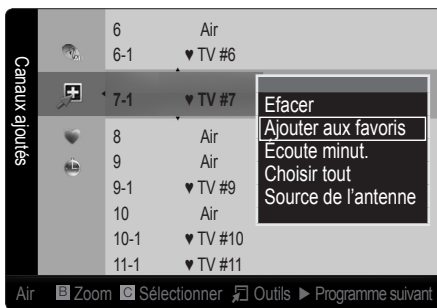 Canaux ajoutés
6 Air
6-1 ♥ TV #6
7-1 ♥ TV #7
8 Air
9 Air
9-1 ♥ TV #9
10 Air
10-1 ♥ TV #10
11-1 ♥ TV #11
Efacer
Ajouter aux favoris
Écoute minut.
Choisir tout
Source de l'antenne
Air B Zoom C Sélectionner Outils ► Programme suivant